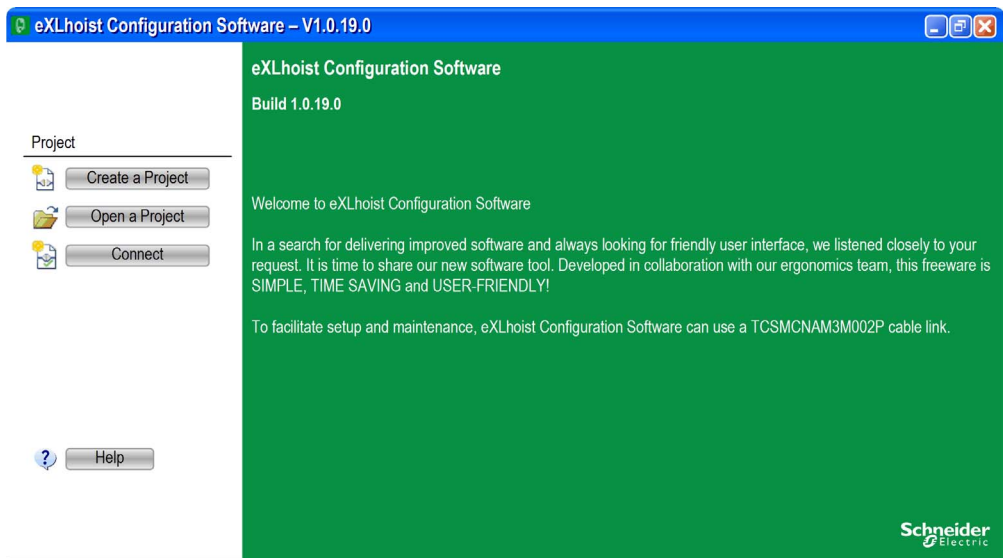 eXLhoist Configuration Software – V1.0.19.0
Project
Create a Project
Open a Project
Connect
Help
eXLhoist Configuration Software
Build 1.0.19.0
Welcome to eXLhoist Configuration Software
In a search for delivering improved software and always looking for friendly user interface, we listened closely to your
request. It is time to share our new software tool. Developed in collaboration with our ergonomics team, this freeware is
SIMPLE, TIME SAVING and USER-FRIENDLY!
To facilitate setup and maintenance, eXLhoist Configuration Software can use a TCSMCNAM3M002P cable link.
Schneider
Electric